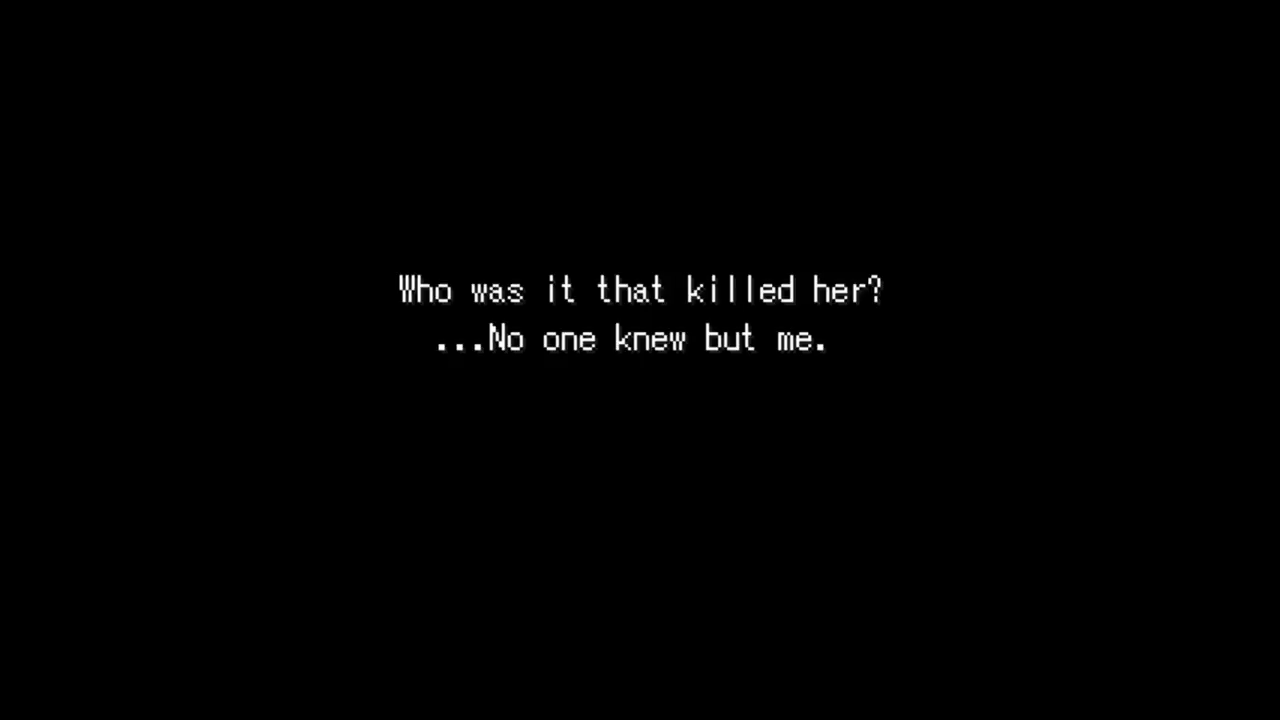 Who was it that killed her?
...No one knew but me.